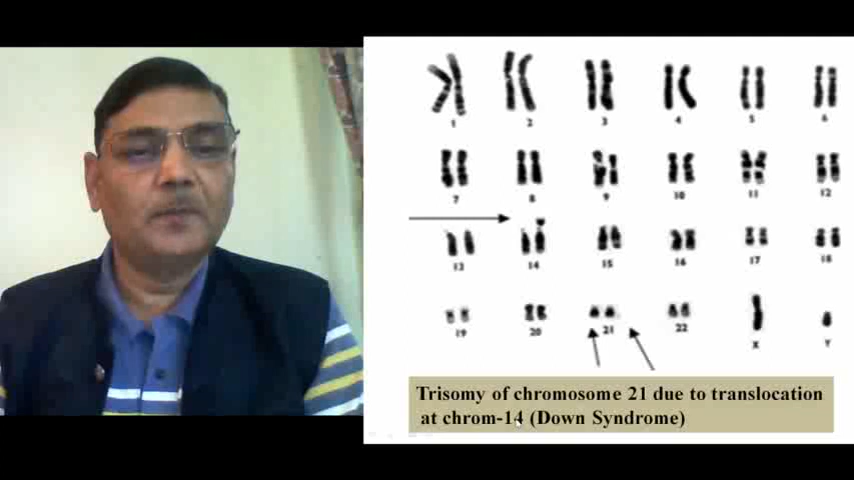 1 2 3 4 5 6
7 8 9 10 11 12
13 14 15 16 17 18
19 20 21 22 X Y
Trisomy of chromosome 21 due to translocation
at chrom-14 (Down Syndrome)